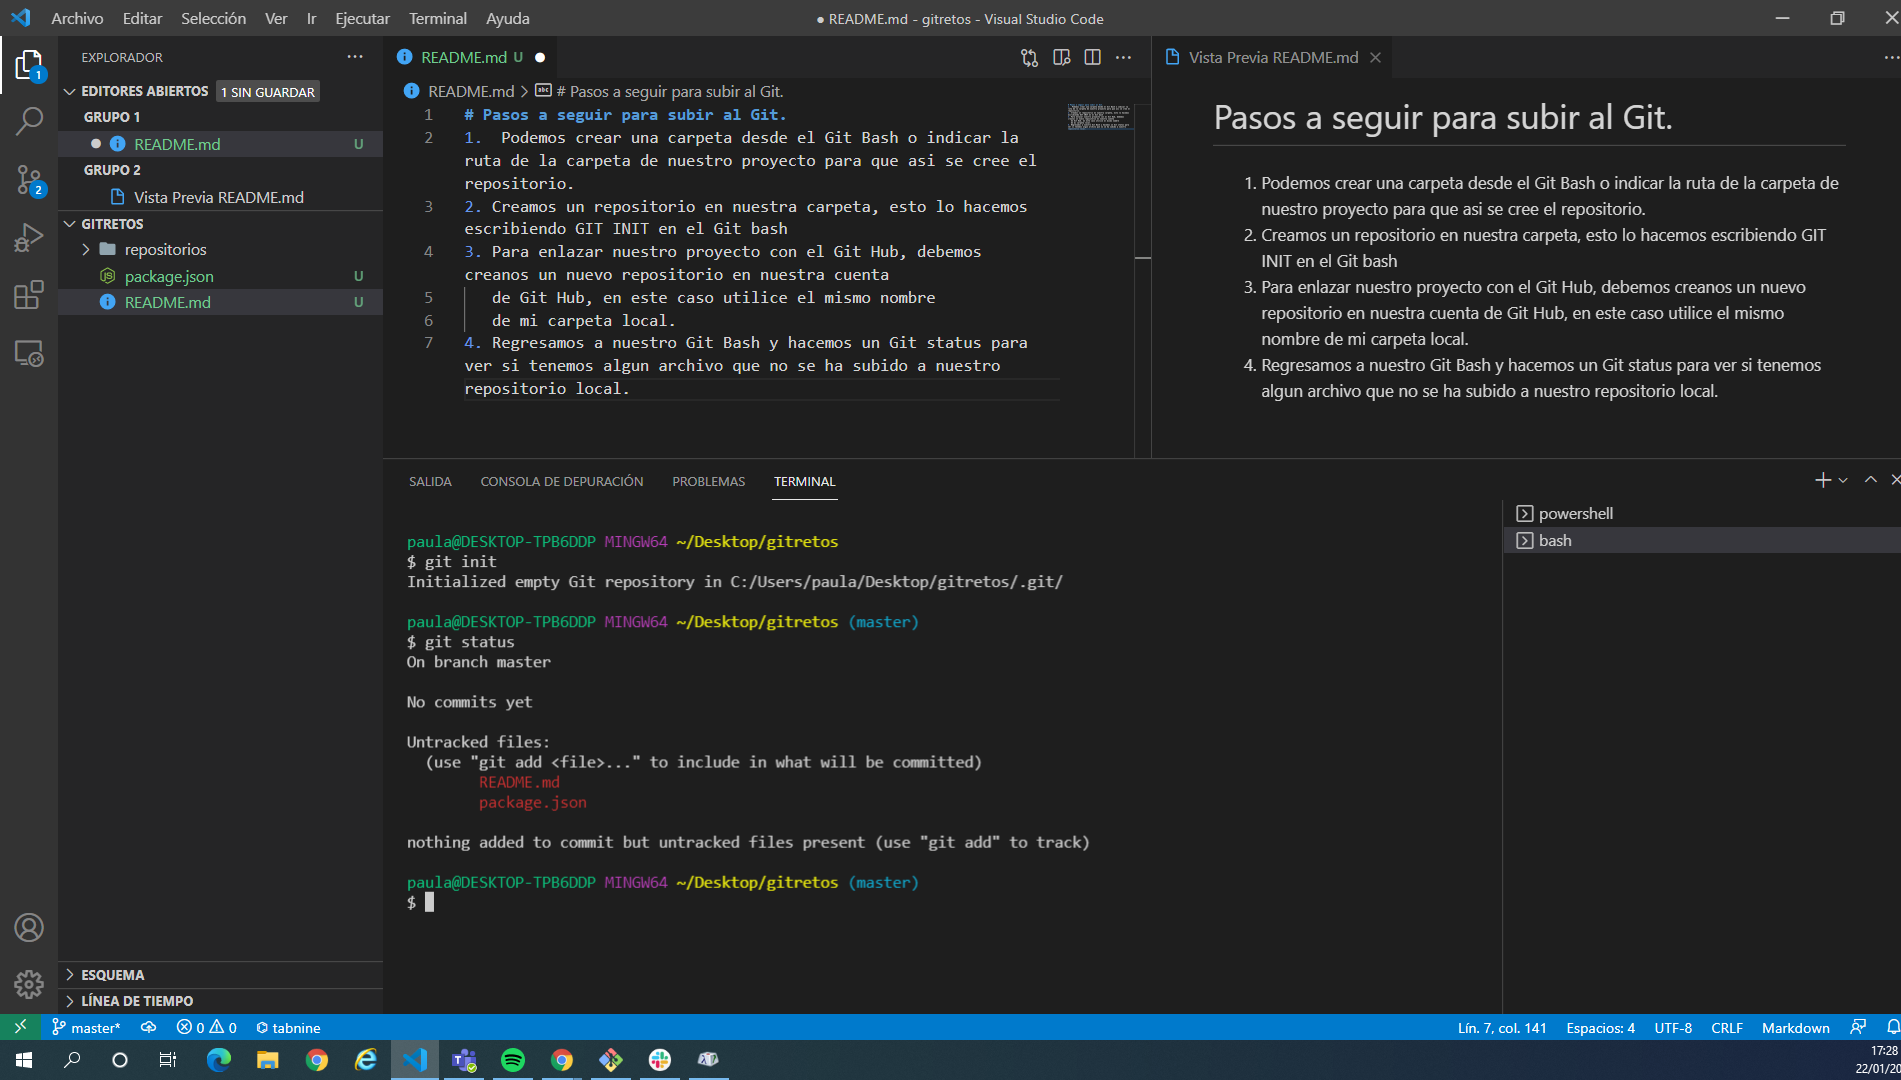 Archivo Editar Selección Ver Ir Ejecutar Terminal Ayuda
● README.md - gitretos - Visual Studio Code
EXPLORADOR
EDITORES ABIERTOS 1 SIN GUARDAR
GRUPO 1
README.md U
GRUPO 2
Vista Previa README.md
GITRETOS
repositorios
package.json U
README.md U
ESQUEMA
LÍNEA DE TIEMPO
1
2
README.md U
README.md > # Pasos a seguir para subir al Git.
1 # Pasos a seguir para subir al Git.
2 1. Podemos crear una carpeta desde el Git Bash o indicar la
ruta de la carpeta de nuestro proyecto para que asi se cree el
repositorio.
3 2. Creamos un repositorio en nuestra carpeta, esto lo hacemos
escribiendo GIT INIT en el Git bash
4 3. Para enlazar nuestro proyecto con el Git Hub, debemos
creanos un nuevo repositorio en nuestra cuenta
5 de Git Hub, en este caso utilice el mismo nombre
6 de mi carpeta local.
7 4. Regresamos a nuestro Git Bash y hacemos un Git status para
ver si tenemos algun archivo que no se ha subido a nuestro
repositorio local.
Vista Previa README.md
Pasos a seguir para subir al Git.
1. Podemos crear una carpeta desde el Git Bash o indicar la ruta de la carpeta de
nuestro proyecto para que asi se cree el repositorio.
2. Creamos un repositorio en nuestra carpeta, esto lo hacemos escribiendo GIT
INIT en el Git bash
3. Para enlazar nuestro proyecto con el Git Hub, debemos creanos un nuevo
repositorio en nuestra cuenta de Git Hub, en este caso utilice el mismo
nombre de mi carpeta local.
4. Regresamos a nuestro Git Bash y hacemos un Git status para ver si tenemos
algun archivo que no se ha subido a nuestro repositorio local.
SALIDA CONSOLA DE DEPURACIÓN PROBLEMAS TERMINAL
paula@DESKTOP-TPB6DDP MINGW64 ~/Desktop/gitretos
$ git init
Initialized empty Git repository in C:/Users/paula/Desktop/gitretos/.git/
paula@DESKTOP-TPB6DDP MINGW64 ~/Desktop/gitretos (master)
$ git status
On branch master
No commits yet
Untracked files:
(use "git add <file>..." to include in what will be committed)
README.md
package.json
nothing added to commit but untracked files present (use "git add" to track)
paula@DESKTOP-TPB6DDP MINGW64 ~/Desktop/gitretos (master)
$
powershell
bash
master* 0 0 tabnine
Lín. 7, col. 141 Espacios: 4 UTF-8 CRLF Markdown
17:28
22/01/20